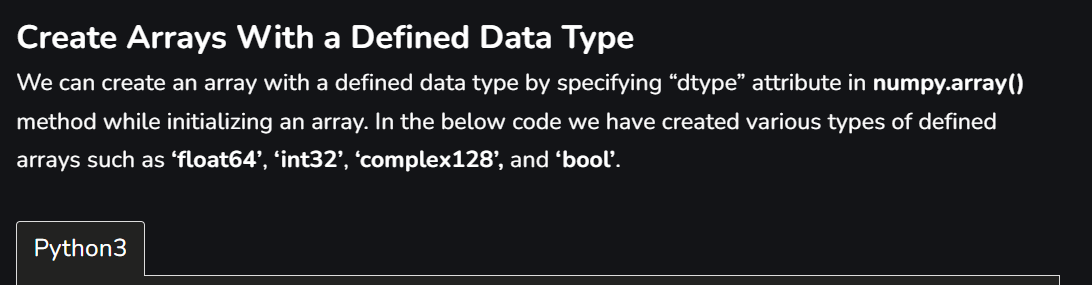 Create Arrays With a Defined Data Type
We can create an array with a defined data type by specifying “dtype” attribute in numpy.array()
method while initializing an array. In the below code we have created various types of defined
arrays such as ‘float64’, ‘int32’, ‘complex128’, and ‘bool’.
Python3